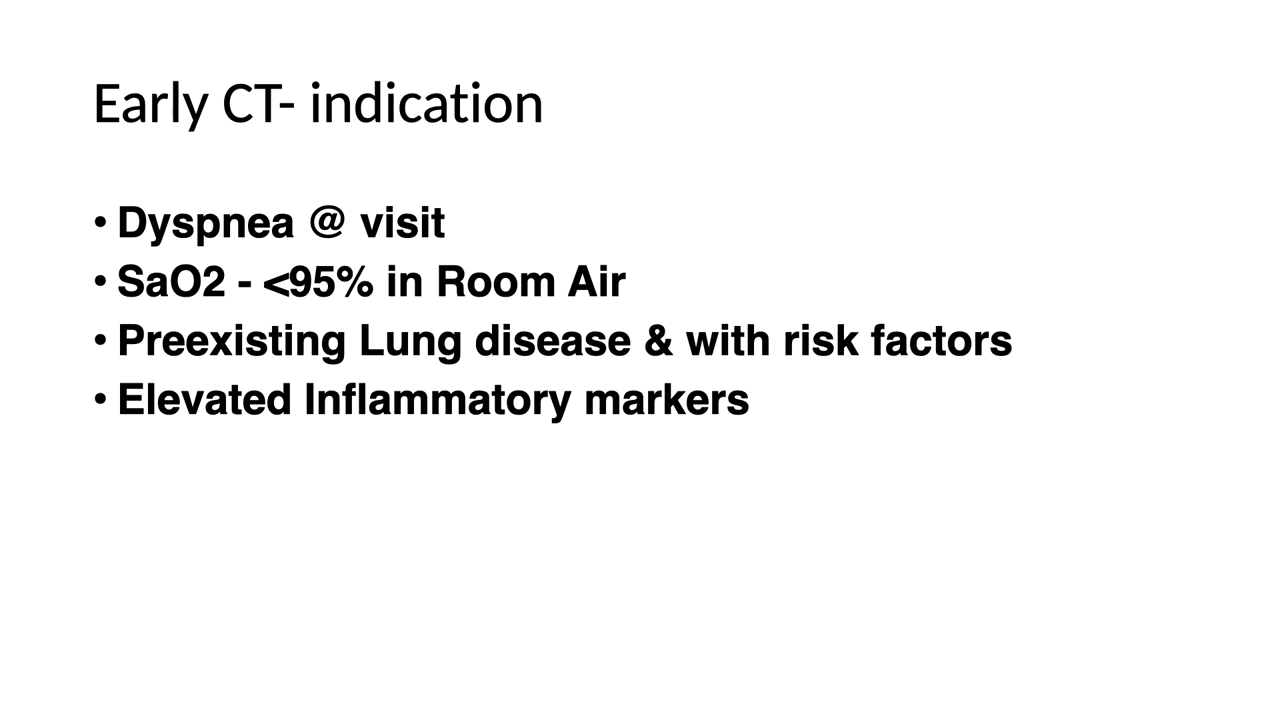 Early CT- indication
• Dyspnea @ visit
• SaO2 - <95% in Room Air
• Preexisting Lung disease & with risk factors
• Elevated Inflammatory markers